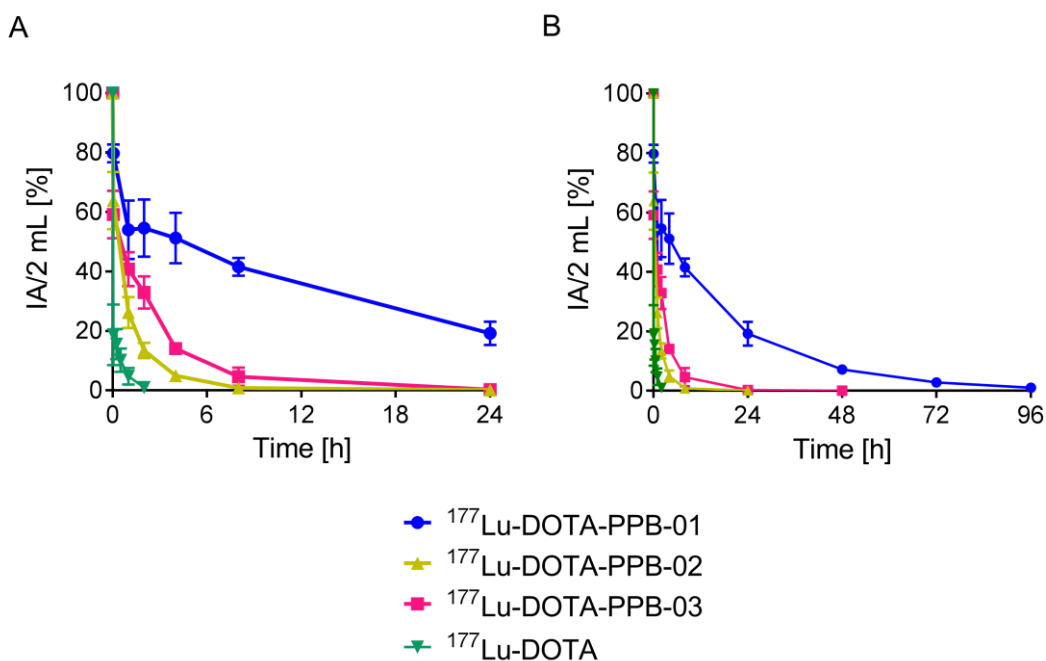 A
B
IA/2 mL [%]
100
80
60
40
20
0
0 6 12 18 24
Time [h]
IA/2 mL [%]
100
80
60
40
20
0
0 24 48 72 96
Time [h]
¹⁷⁷Lu-DOTA-PPB-01
¹⁷⁷Lu-DOTA-PPB-02
¹⁷⁷Lu-DOTA-PPB-03
¹⁷⁷Lu-DOTA